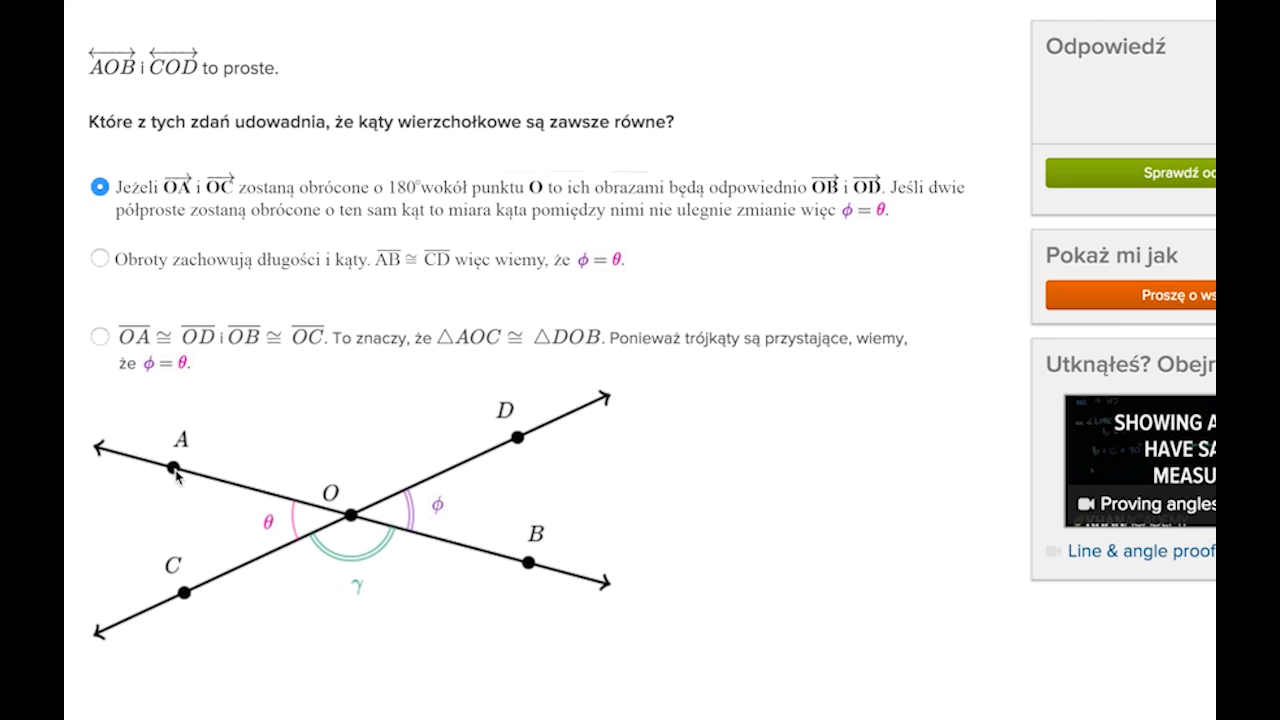 AOB i COD to proste.
Które z tych zdań udowadnia, że kąty wierzchołkowe są zawsze równe?
Jeżeli OA i OC zostaną obrócone o 180°wokół punktu O to ich obrazami będą odpowiednio OB i OD. Jeśli dwie
półproste zostaną obrócone o ten sam kąt to miara kąta pomiędzy nimi nie ulegnie zmianie więc ϕ = θ.
Obroty zachowują długości i kąty. AB ≅ CD więc wiemy, że ϕ = θ.
OA ≅ OD i OB ≅ OC. To znaczy, że △AOC ≅ △DOB. Ponieważ trójkąty są przystające, wiemy,
że ϕ = θ.
A
D
O
θ
ϕ
C
B
γ
Odpowiedź
Sprawdź oc
Pokaż mi jak
Proszę o ws
Utknąłeś? Obejr
SHOWING A
HAVE SA
MEASU
Proving angles
Line & angle proof